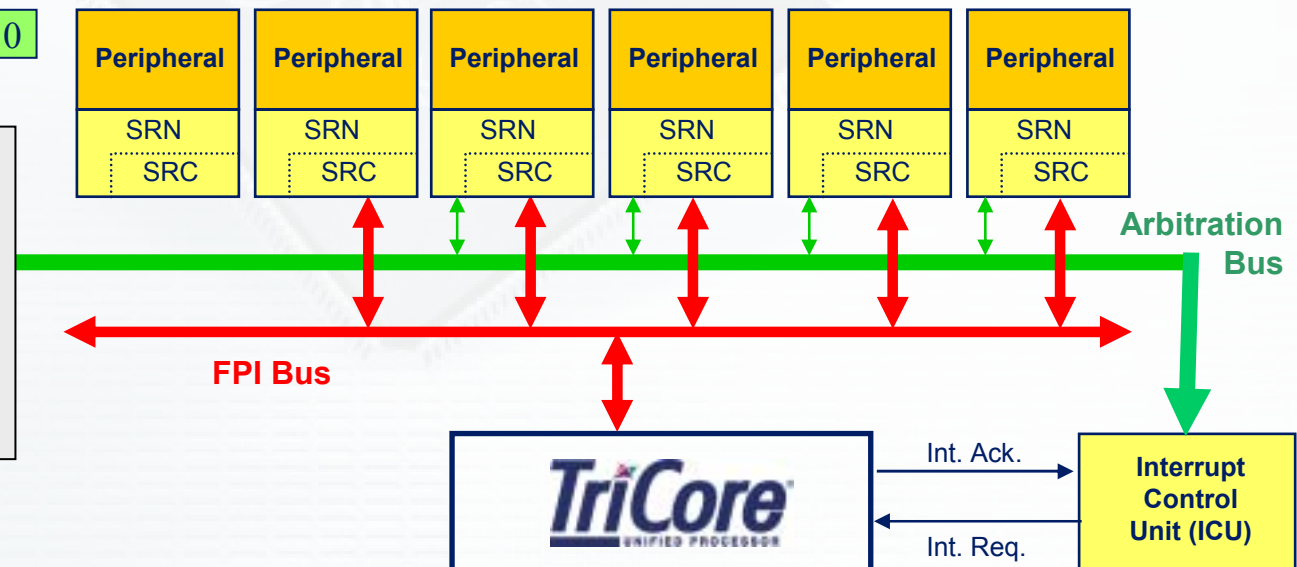 0
Peripheral
Peripheral
Peripheral
Peripheral
Peripheral
Peripheral
SRN
SRN
SRN
SRN
SRN
SRN
SRC
SRC
SRC
SRC
SRC
SRC
Arbitration
Bus
FPI Bus
TriCore
UNIFIED PROCESSOR
Int. Ack.
Int. Req.
Interrupt
Control
Unit (ICU)